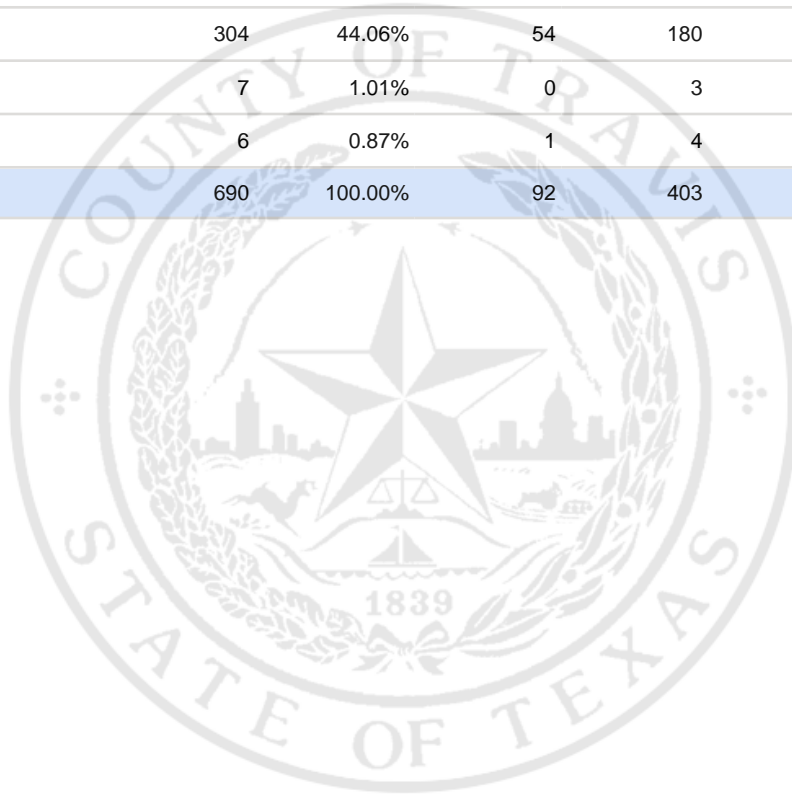 304 44.06% 54 180
7 1.01% 0 3
6 0.87% 1 4
690 100.00% 92 403
COUNTY OF TRAVIS
1839
STATE OF TEXAS